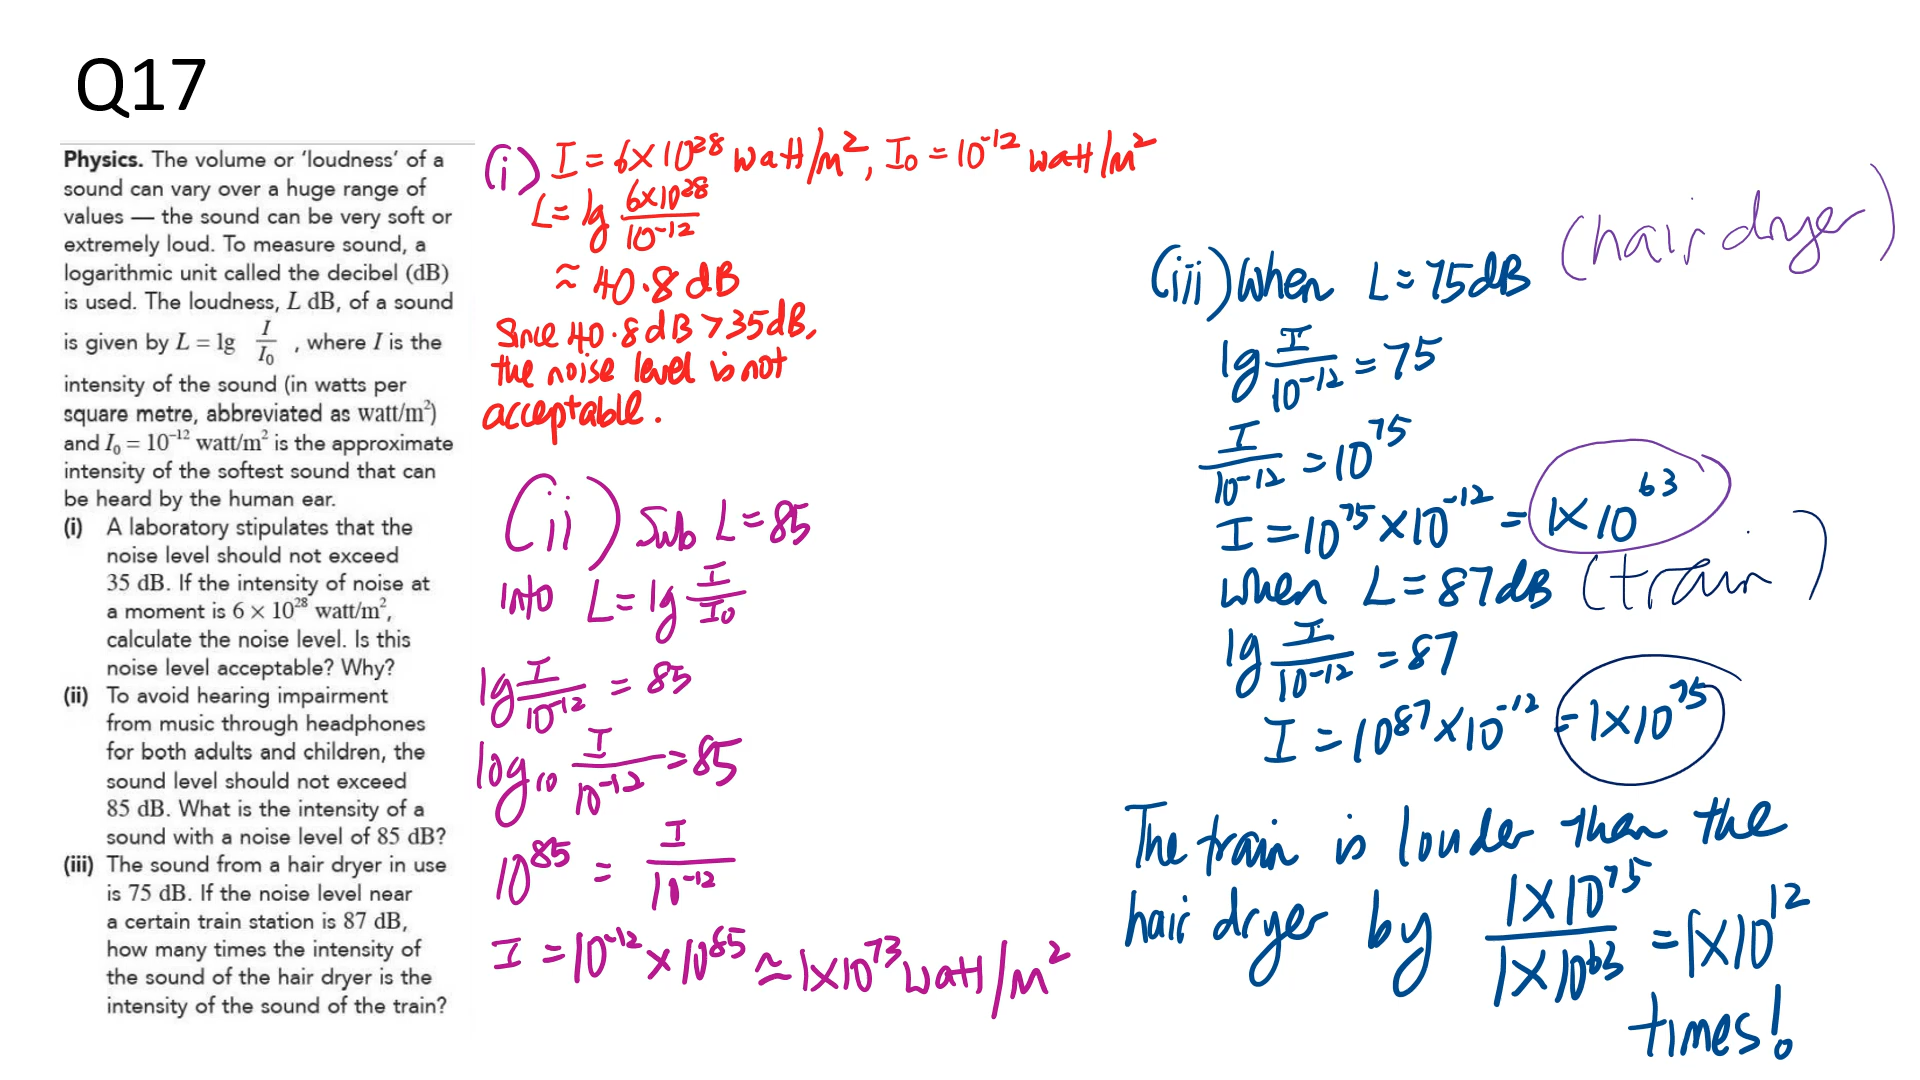 Q17
Physics. The volume or ‘loudness’ of a
sound can vary over a huge range of
values — the sound can be very soft or
extremely loud. To measure sound, a
logarithmic unit called the decibel (dB)
is used. The loudness, L dB, of a sound
is given by L = lg I/I₀ , where I is the
intensity of the sound (in watts per
square metre, abbreviated as watt/m²)
and I₀ = 10⁻¹² watt/m² is the approximate
intensity of the softest sound that can
be heard by the human ear.
(i) A laboratory stipulates that the
noise level should not exceed
35 dB. If the intensity of noise at
a moment is 6 × 10²⁸ watt/m²,
calculate the noise level. Is this
noise level acceptable? Why?
(ii) To avoid hearing impairment
from music through headphones
for both adults and children, the
sound level should not exceed
85 dB. What is the intensity of a
sound with a noise level of 85 dB?
(iii) The sound from a hair dryer in use
is 75 dB. If the noise level near
a certain train station is 87 dB,
how many times the intensity of
the sound of the hair dryer is the
intensity of the sound of the train?
(i) I = 6×10²⁸ watt/m², I₀ = 10⁻¹² watt/m²
L = lg 6×10²⁸/10⁻¹²
≈ 40.8 dB
Since 40.8 dB > 35 dB,
the noise level is not
acceptable.
(ii) Sub L = 85
into L = lg I/I₀
lg I/10⁻¹² = 85
log₁₀ I/10⁻¹² = 85
10⁸⁵ = I/10⁻¹²
I = 10⁻¹² × 10⁸⁵ ≈ 1×10⁷³ watt/m²
(iii) When L = 75 dB (hair dryer)
lg I/10⁻¹² = 75
I/10⁻¹² = 10⁷⁵
I = 10⁷⁵ × 10⁻¹² = 1×10⁶³
when L = 87 dB (train)
lg I/10⁻¹² = 87
I = 10⁸⁷ × 10⁻¹² = 1×10⁷⁵
The train is louder than the
hair dryer by 1×10⁷⁵/1×10⁶³ = 1×10¹²
times!